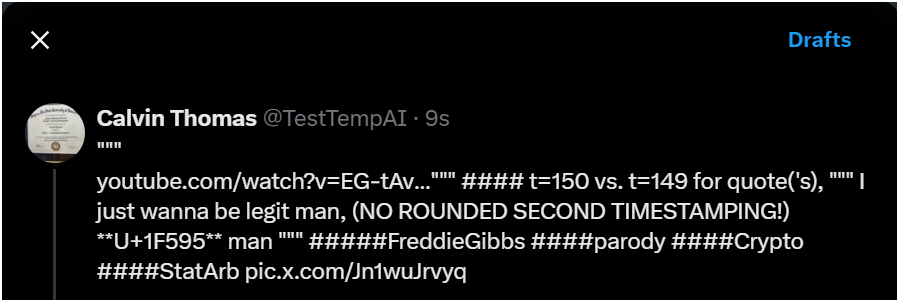 Drafts
Calvin Thomas @TestTempAI · 9s
"""
youtube.com/watch?v=EG-tAv…""" #### t=150 vs. t=149 for quote('s), """ I
just wanna be legit man, (NO ROUNDED SECOND TIMESTAMPING!)
**U+1F595** man """ #####FreddieGibbs ####parody ####Crypto
####StatArb pic.x.com/Jn1wuJrvyq